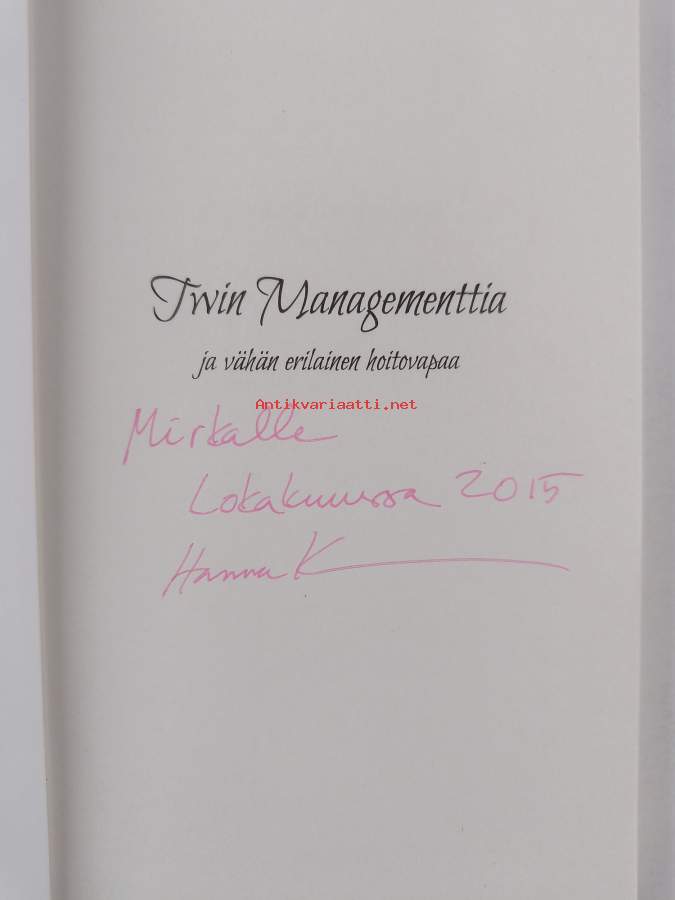 Twin Managementtia
ja vähän erilainen hoitovapaa
Antikvariaatti.net
Mirkalle
Lokakuussa 2015
Hanna K